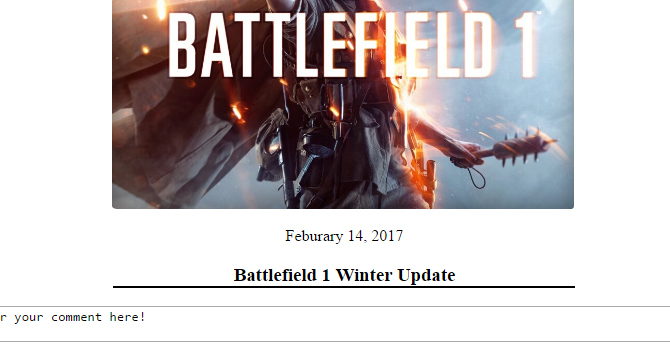 BATTLEFIELD 1
Feburary 14, 2017
Battlefield 1 Winter Update
r your comment here!